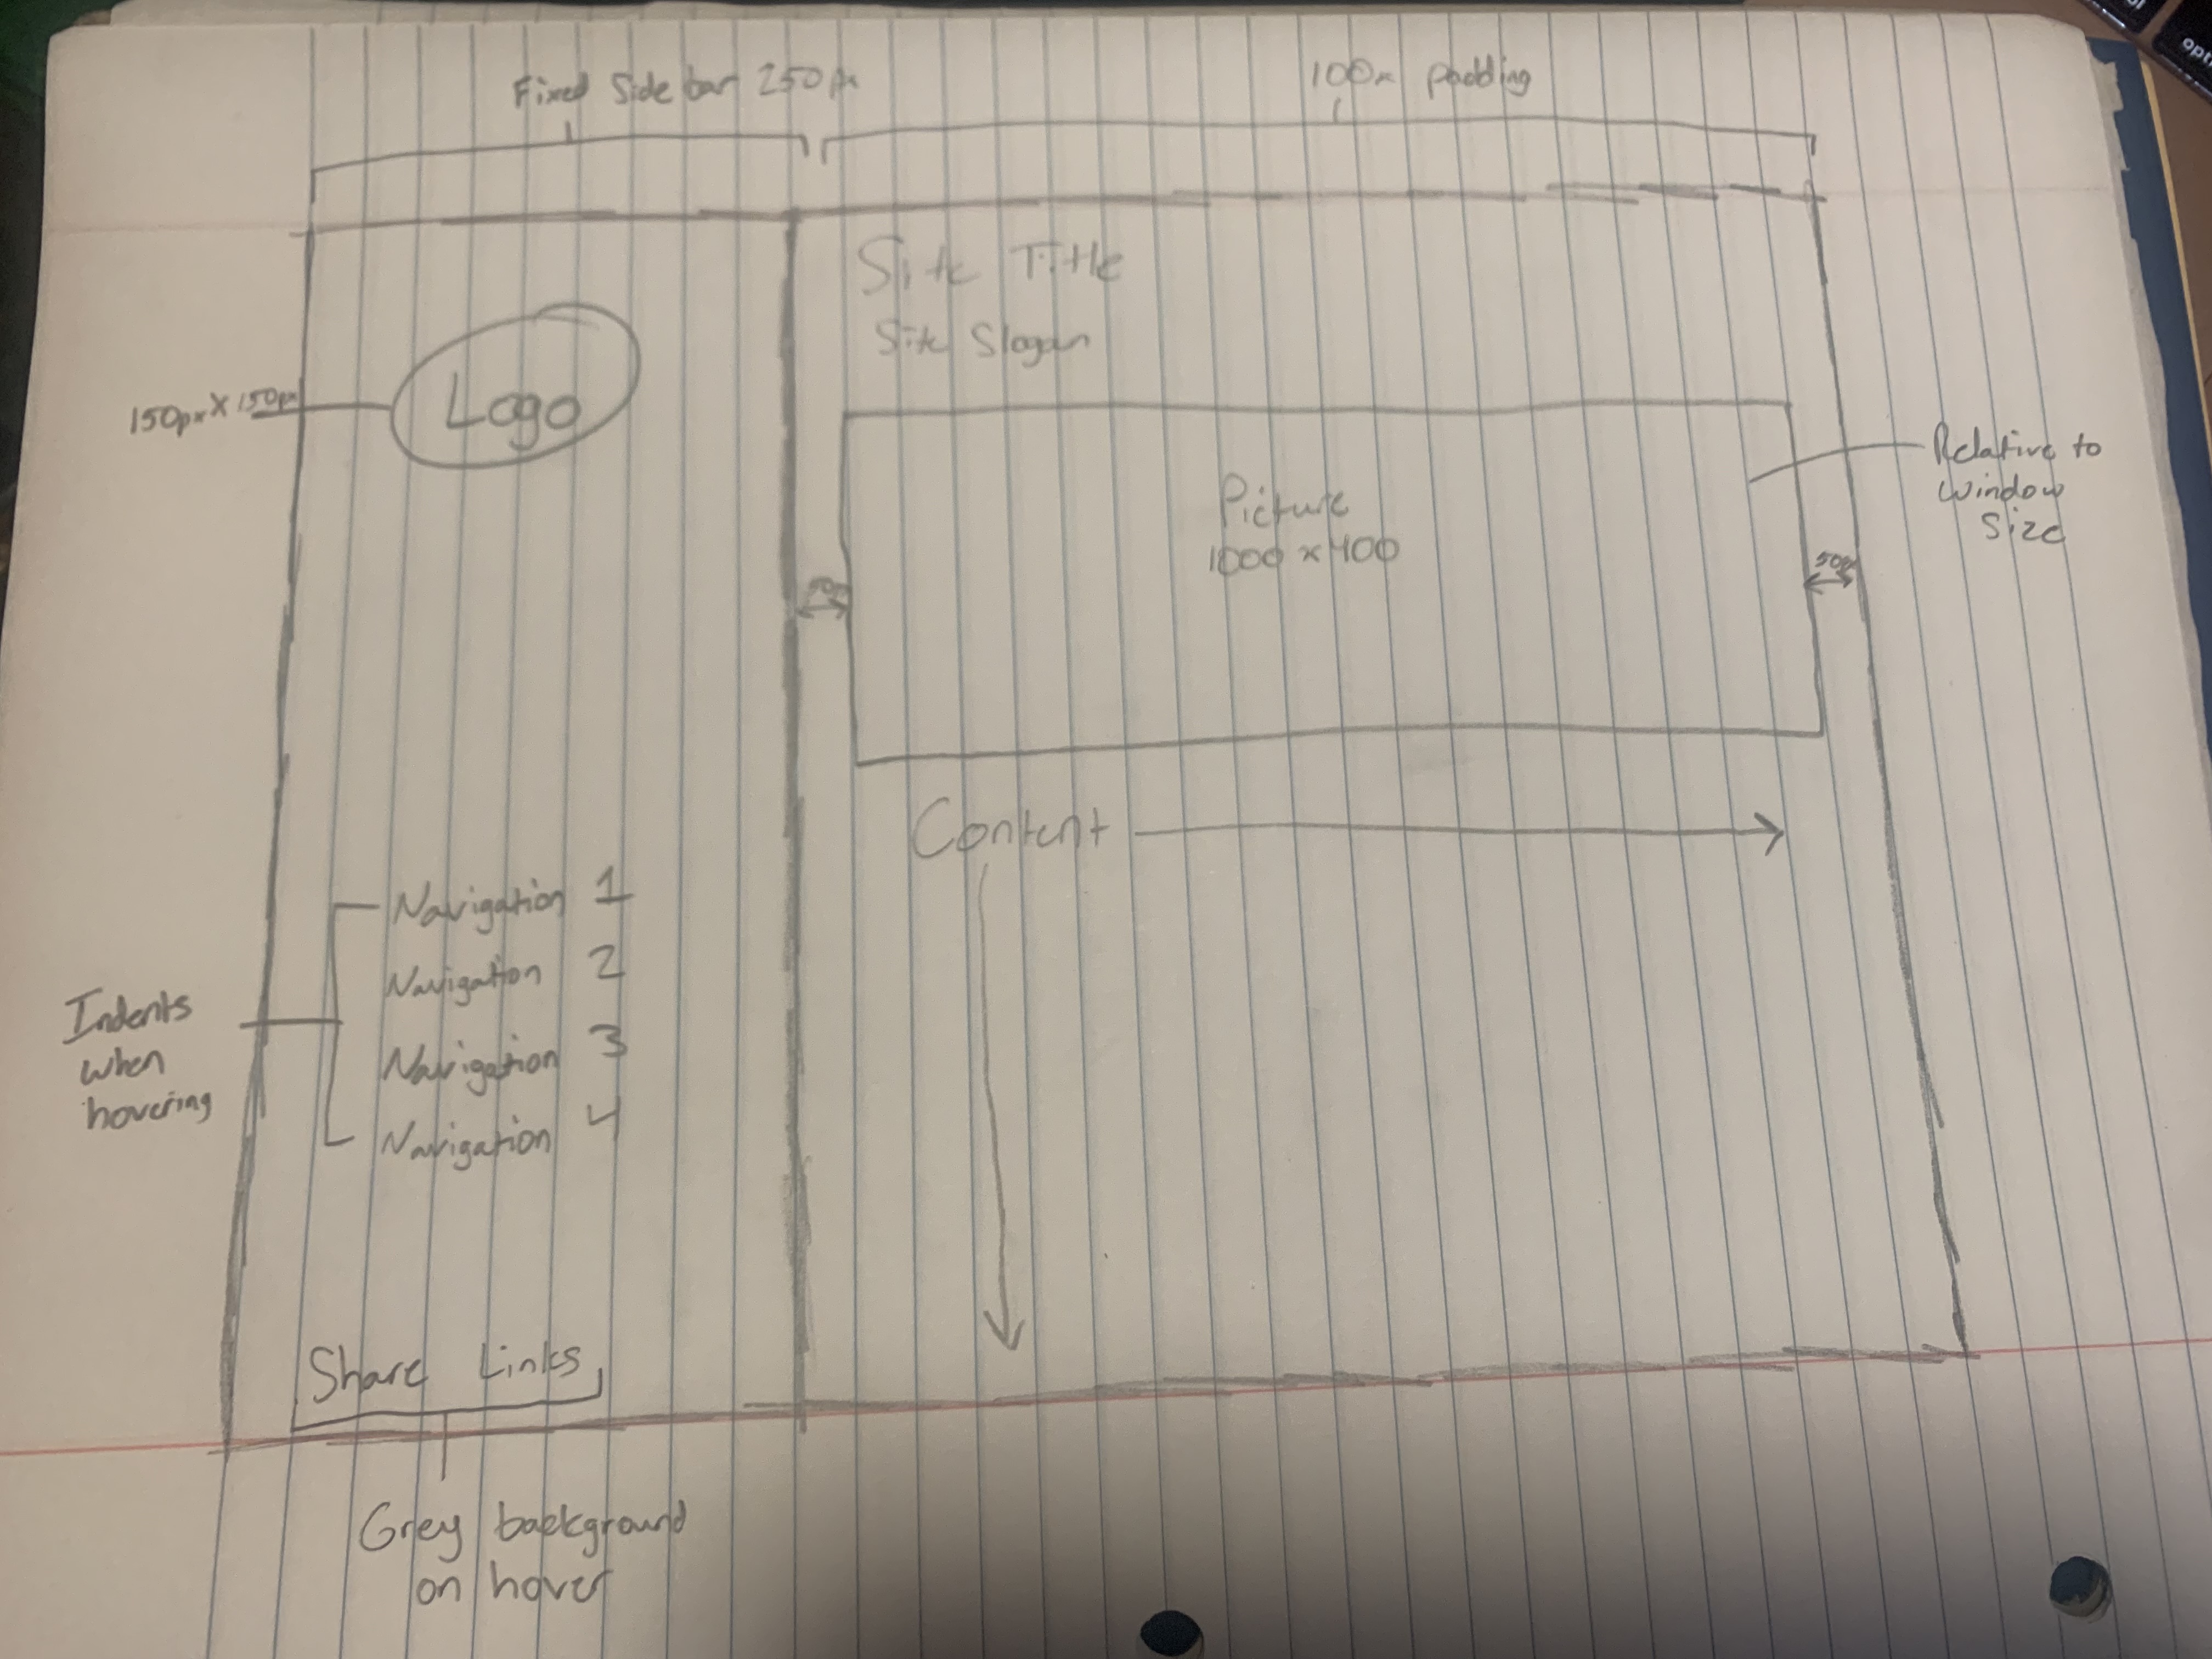 Fixed Side bar 250px
100px padding
150px X 150px
Logo
Site Title
Site Slogan
Picture
1000 x 400
50px
Relative to
window
Size
Indents
when
hovering
Navigation 1
Navigation 2
Navigation 3
Navigation 4
Content
Share Links
Grey background
on hover